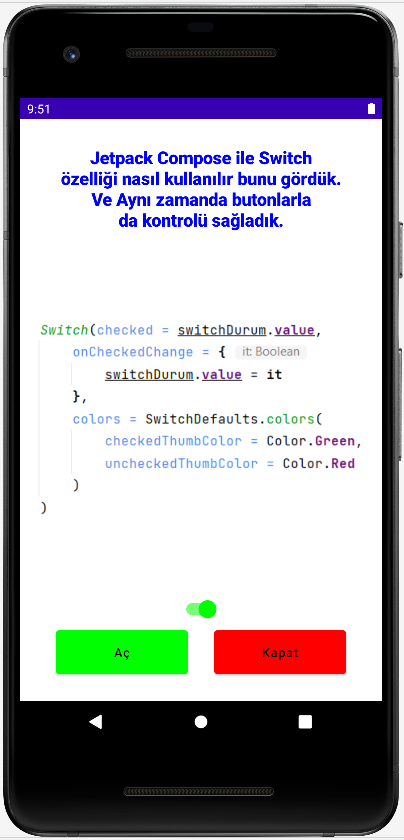 9:51
Jetpack Compose ile Switch
özelliği nasıl kullanılır bunu gördük.
Ve Aynı zamanda butonlarla
da kontrolü sağladık.
Switch(checked = switchDurum.value,
onCheckedChange = { it: Boolean
switchDurum.value = it
},
colors = SwitchDefaults.colors(
checkedThumbColor = Color.Green,
uncheckedThumbColor = Color.Red
)
)
Aç
Kapat